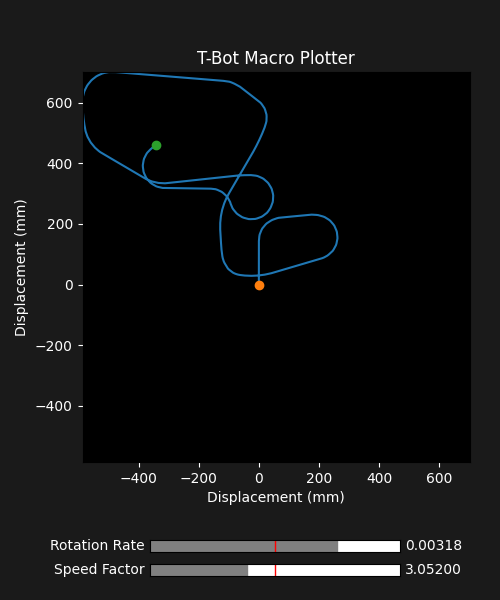 T-Bot Macro Plotter
Displacement (mm)
600
400
200
0
−200
−400
−400
−200
0
200
400
600
Displacement (mm)
Rotation Rate 0.00318
Speed Factor 3.05200